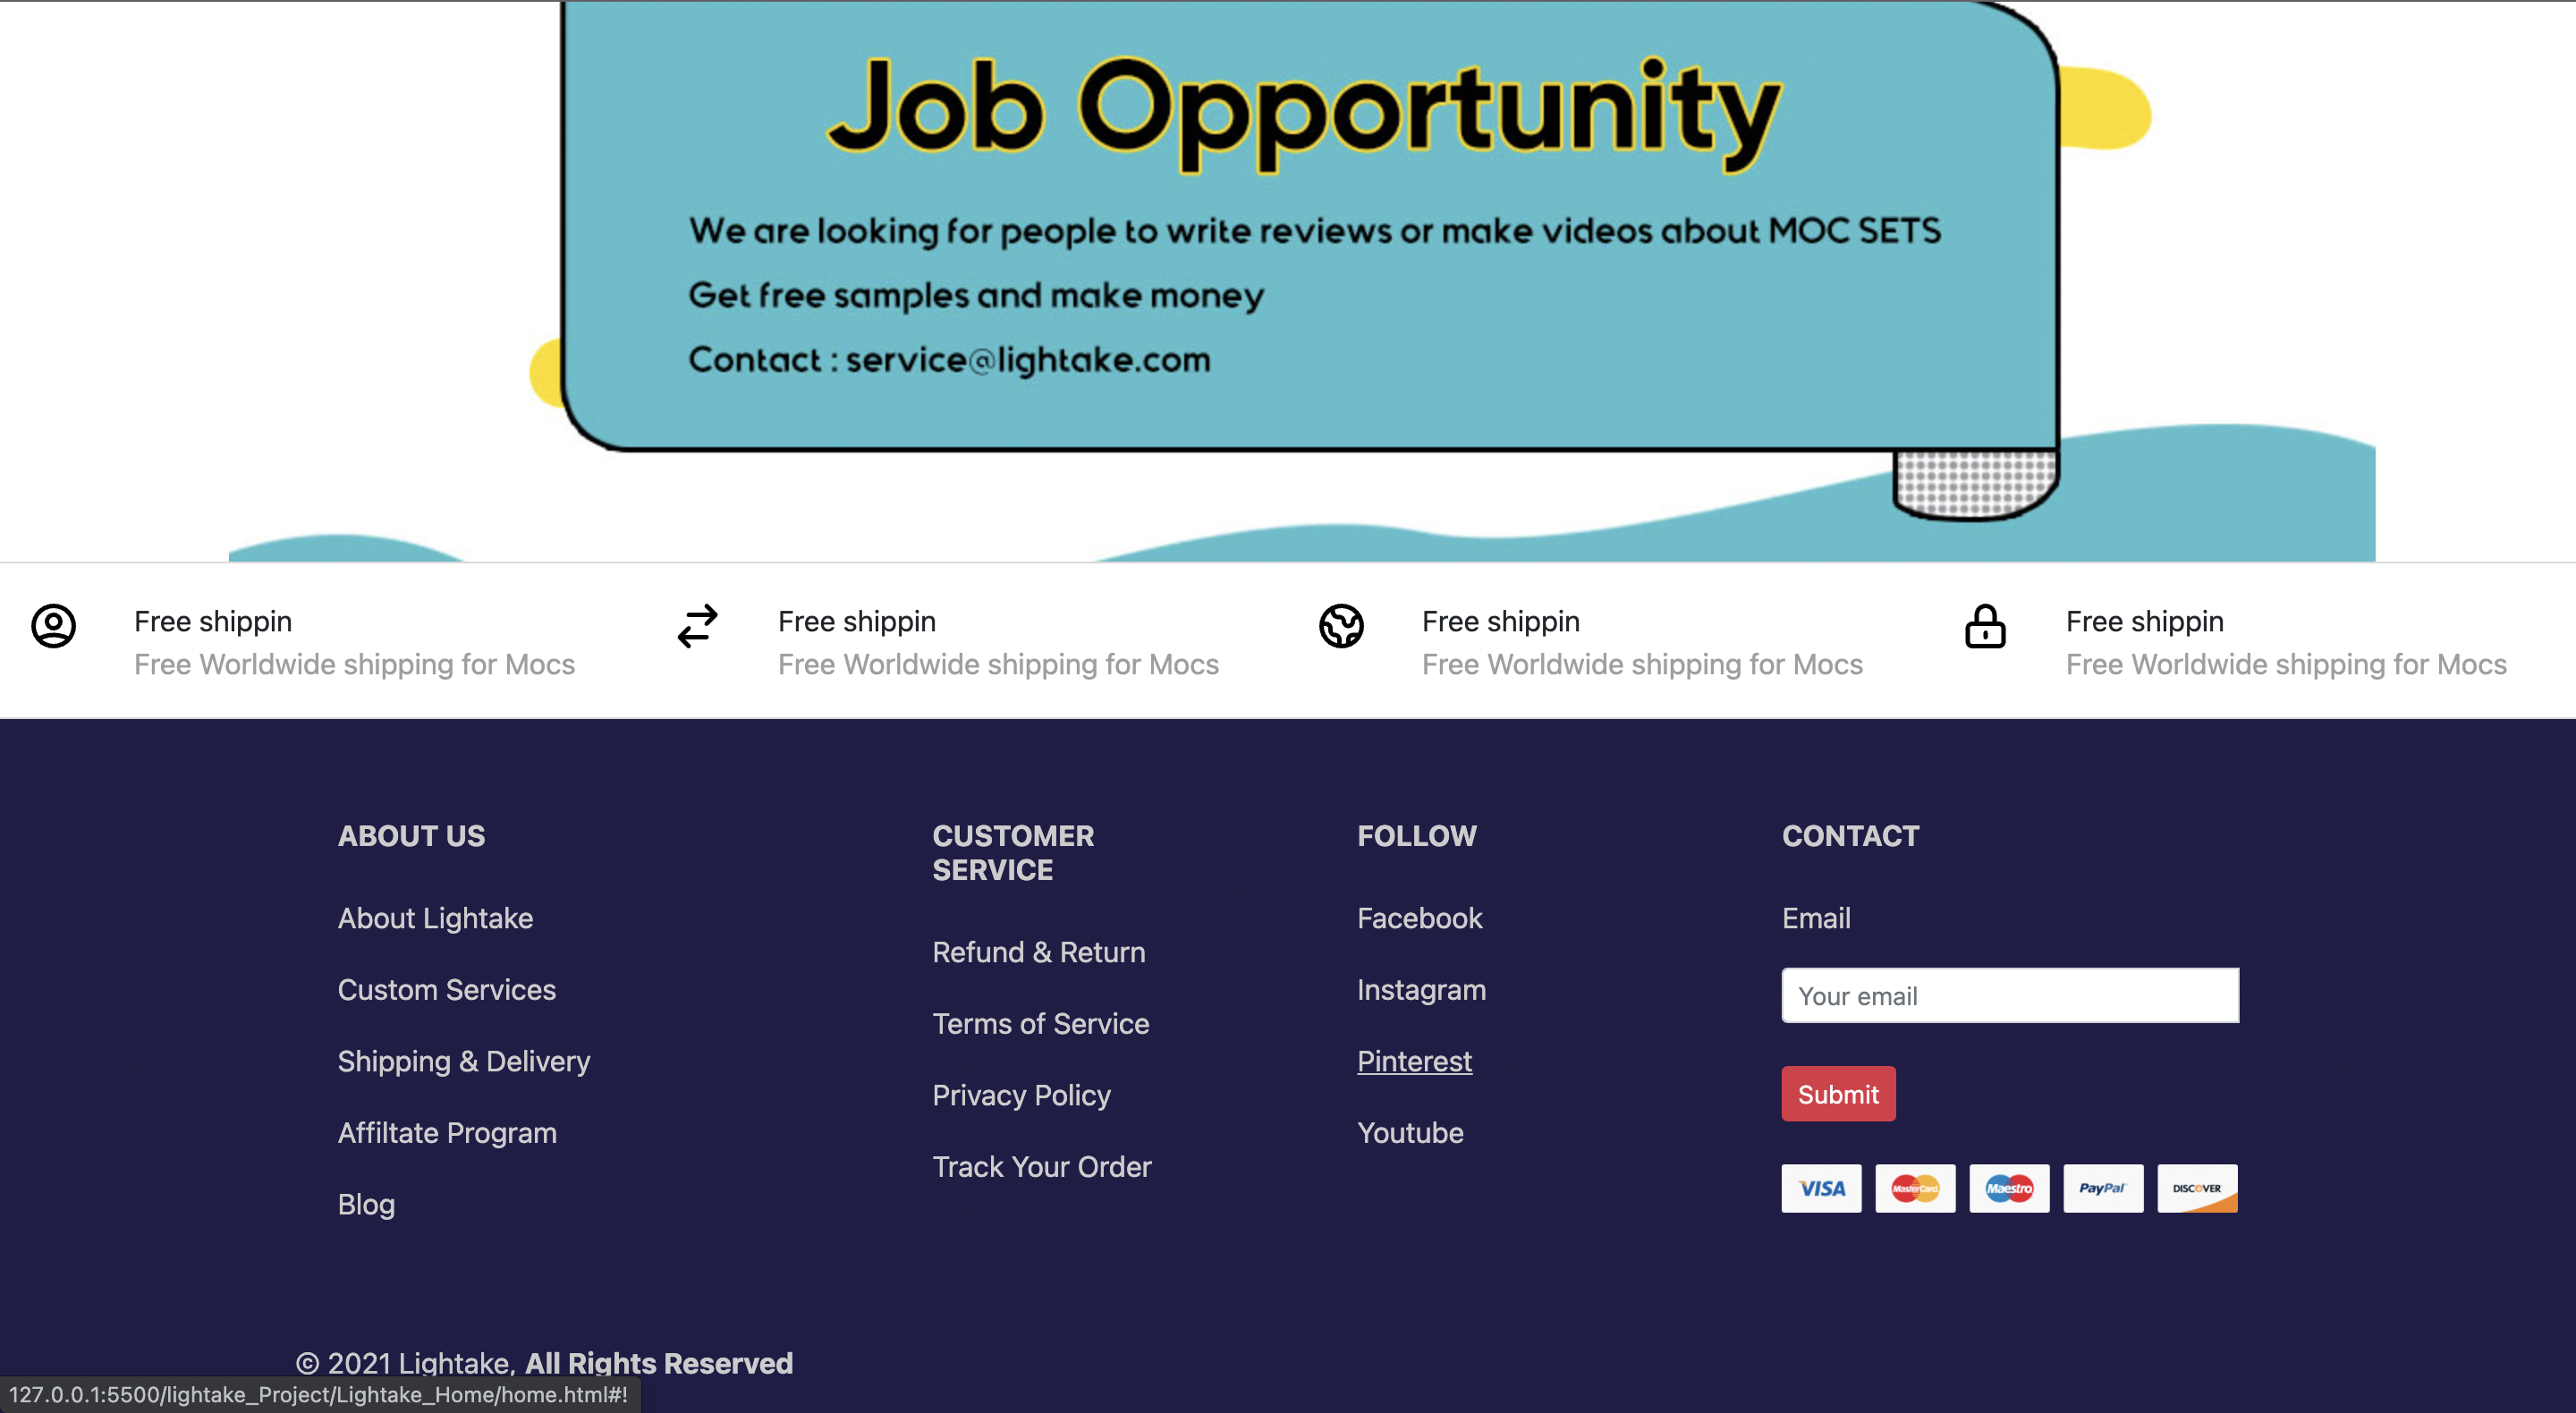 Job Opportunity
We are looking for people to write reviews or make videos about MOC SETS
Get free samples and make money
Contact : service@lightake.com
Free shippin
Free Worldwide shipping for Mocs
Free shippin
Free Worldwide shipping for Mocs
Free shippin
Free Worldwide shipping for Mocs
Free shippin
Free Worldwide shipping for Mocs
ABOUT US
About Lightake
Custom Services
Shipping & Delivery
Affiltate Program
Blog
CUSTOMER
SERVICE
Refund & Return
Terms of Service
Privacy Policy
Track Your Order
FOLLOW
Facebook
Instagram
Pinterest
Youtube
CONTACT
Email
Your email
Submit
VISA
MasterCard
Maestro
PayPal
DISCOVER
© 2021 Lightake, All Rights Reserved
127.0.0.1:5500/lightake_Project/Lightake_Home/home.html#!